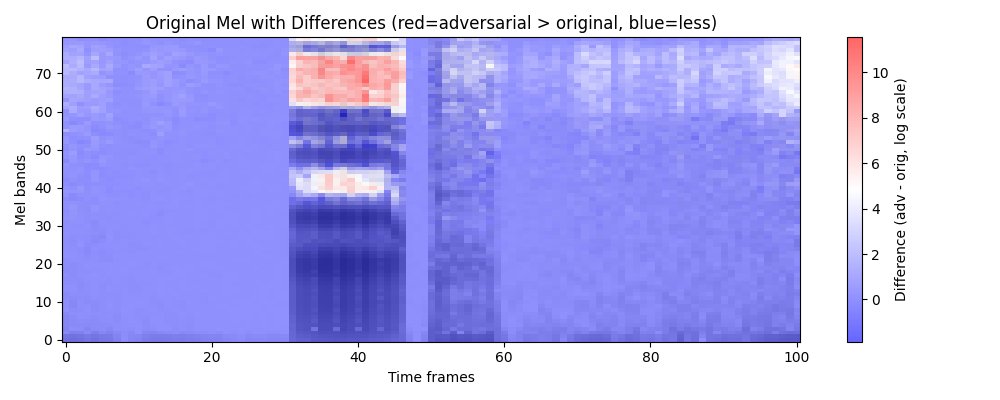 Original Mel with Differences (red=adversarial > original, blue=less)
Mel bands
70
60
50
40
30
20
10
0
0 20 40 60 80 100
Time frames
10
8
6
4
2
0
Difference (adv - orig, log scale)